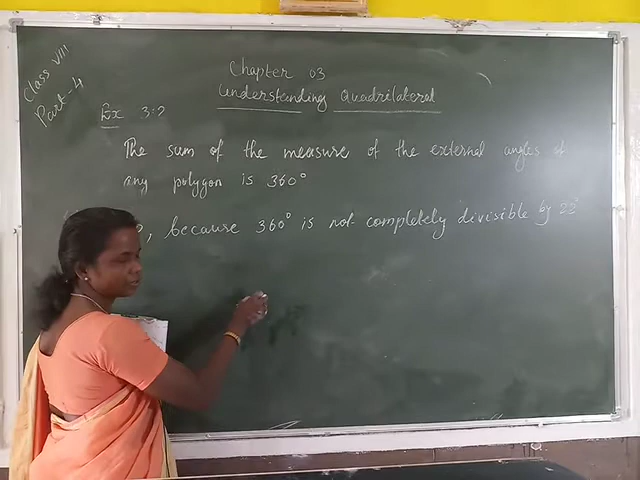 Class VIII
Part-4
Chapter 03
Understanding Quadrilateral
Ex 3.2
The sum of the measure of the external angles of
any polygon is 360°
, because 360° is not completely divisible by 22°